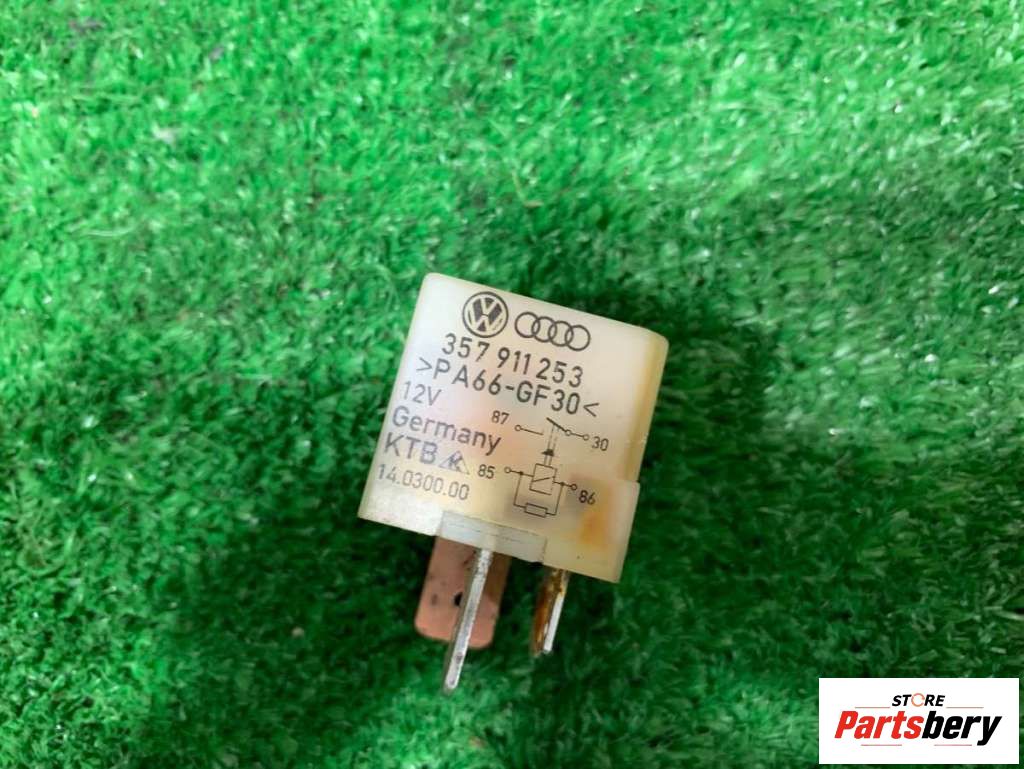 357 911 253
>PA66-GF30<
12V
Germany
KTB
14.0300.00
87
30
85
86
STORE
Partsbery